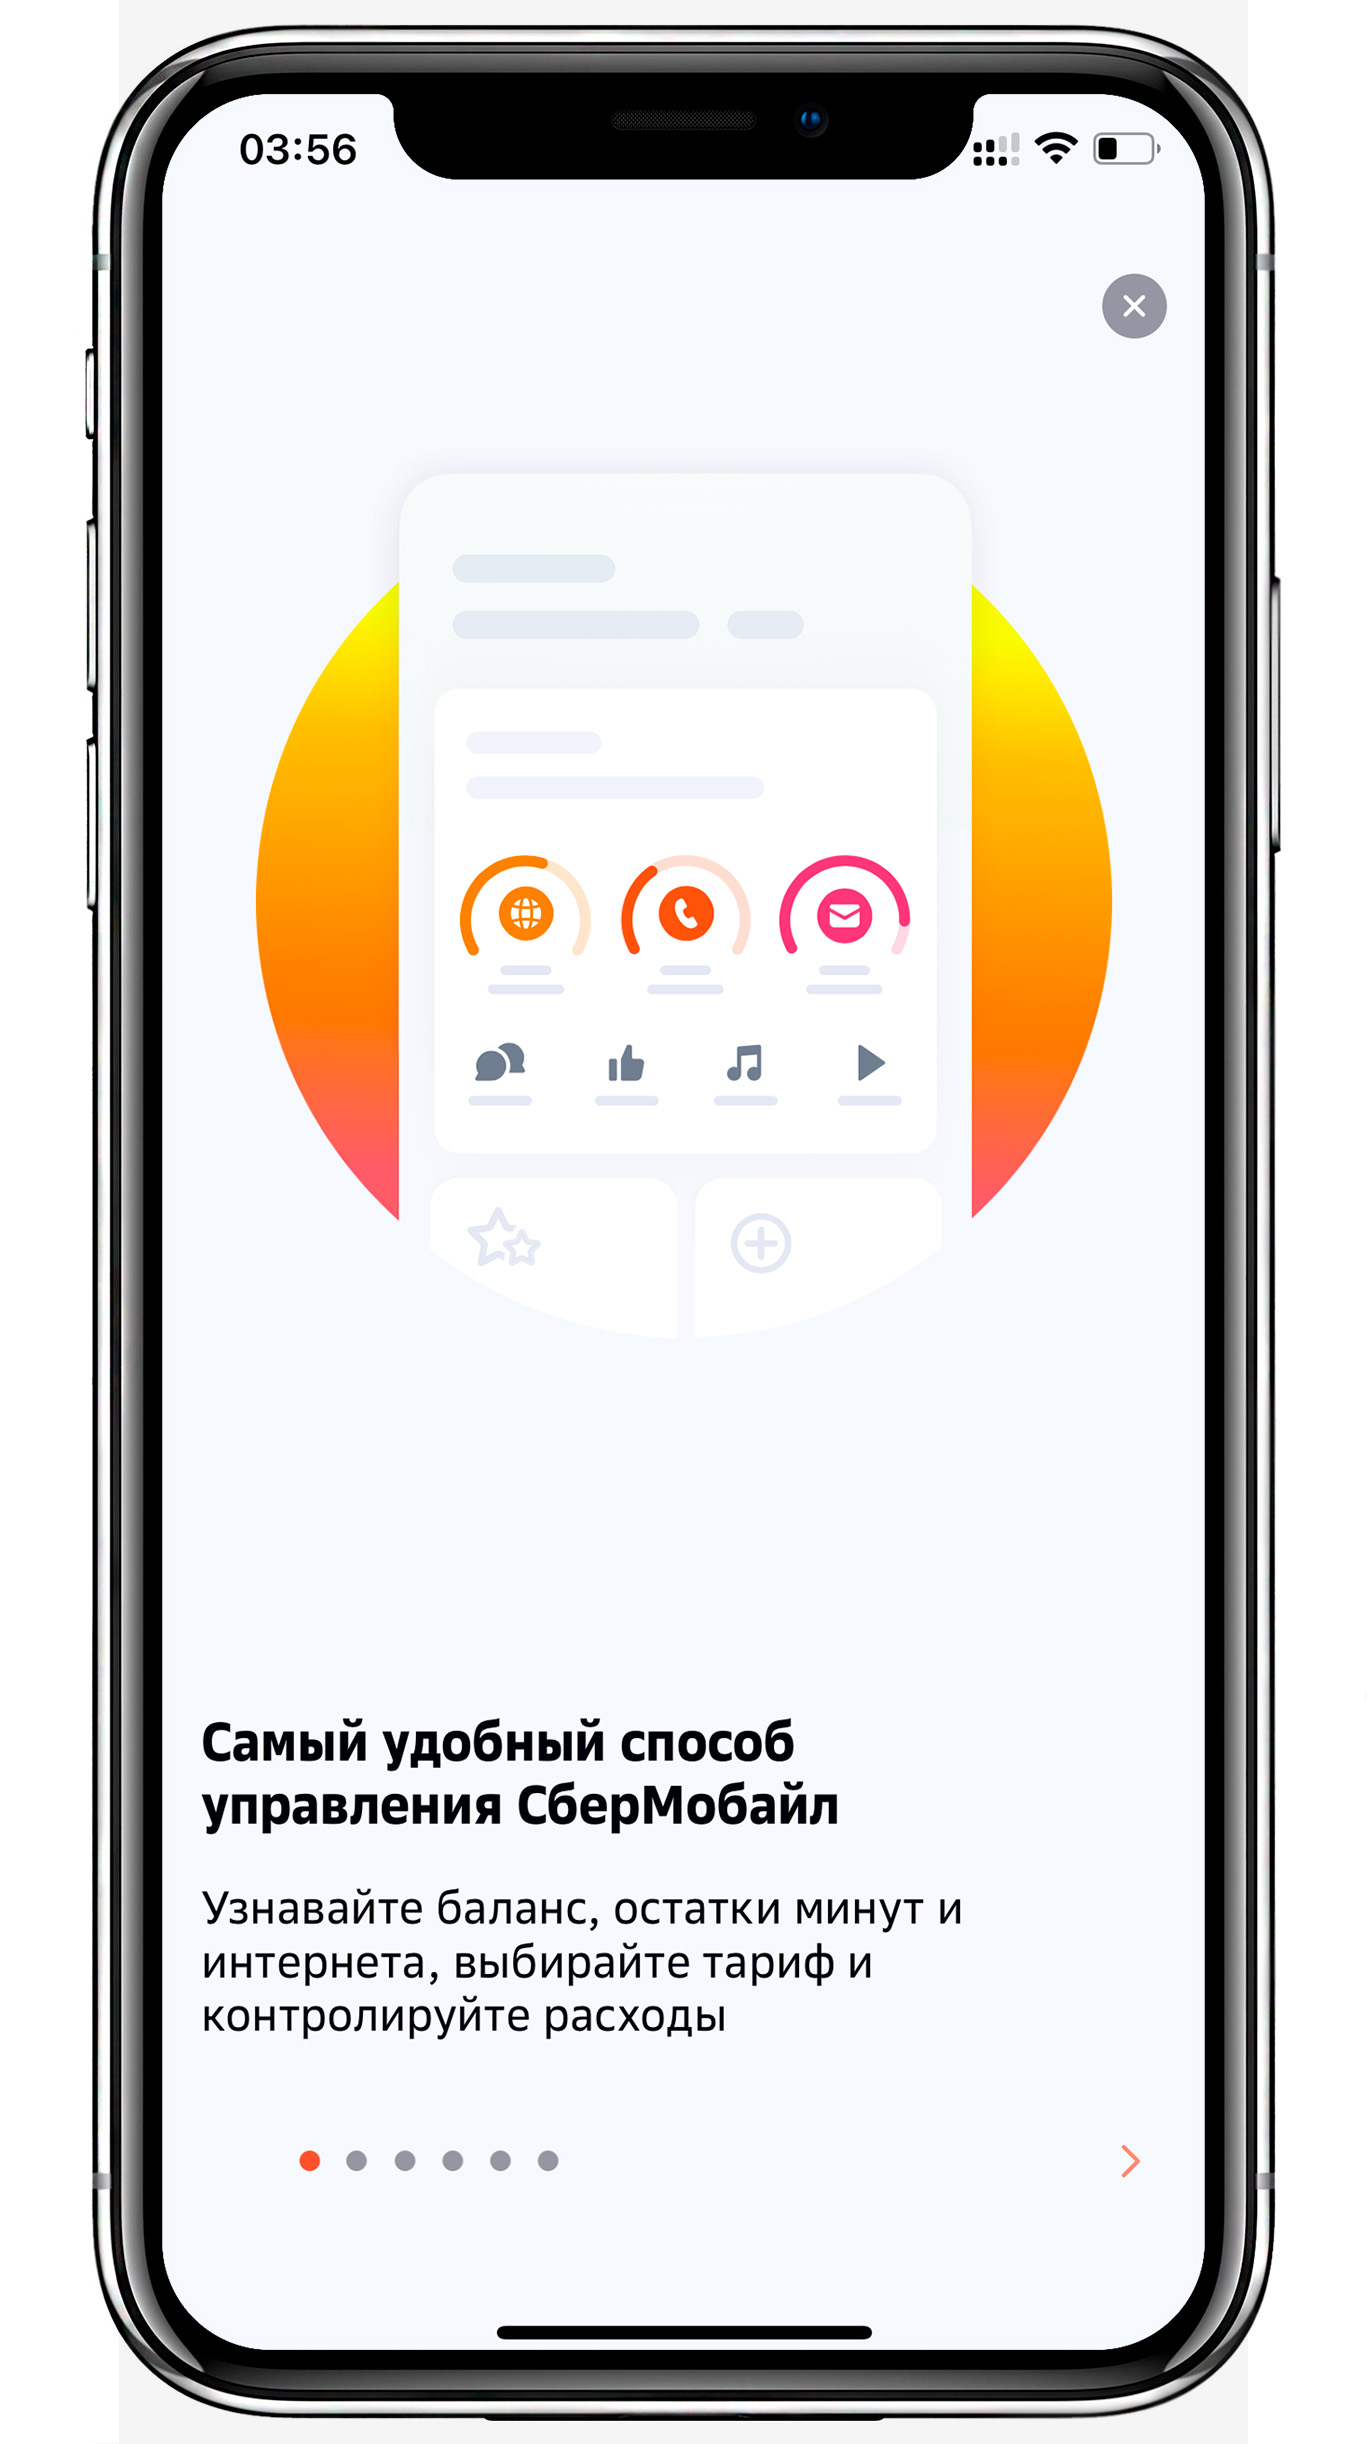 03:56
Самый удобный способ
управления СберМобайл
Узнавайте баланс, остатки минут и
интернета, выбирайте тариф и
контролируйте расходы